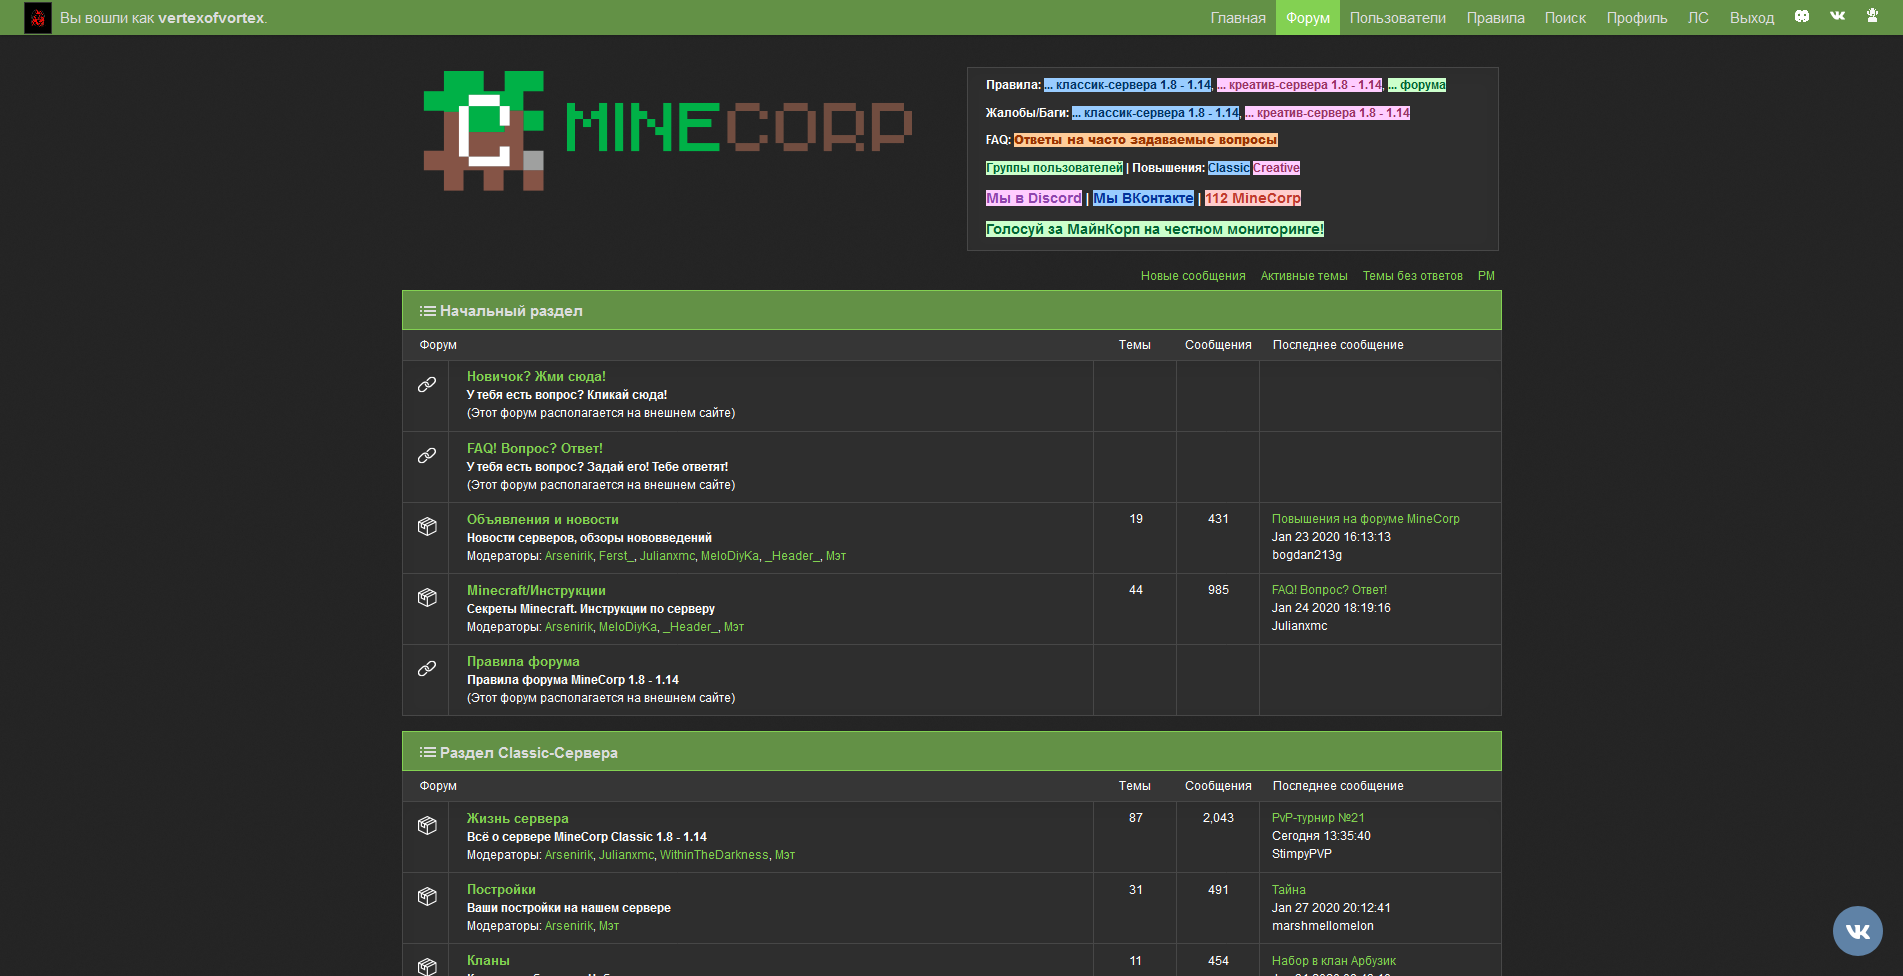 Вы вошли как vertexofvortex.
Главная Форум Пользователи Правила Поиск Профиль ЛС Выход
MINECORP
Правила: ... классик-сервера 1.8 - 1.14, ... креатив-сервера 1.8 - 1.14, ... форума
Жалобы/Баги: ... классик-сервера 1.8 - 1.14, ... креатив-сервера 1.8 - 1.14
FAQ: Ответы на часто задаваемые вопросы
Группы пользователей | Повышения: Classic Creative
Мы в Discord | Мы ВКонтакте | 112 MineCorp
Голосуй за МайнКорп на честном мониторинге!
Новые сообщения Активные темы Темы без ответов PM
Начальный раздел
Форум Темы Сообщения Последнее сообщение
Новичок? Жми сюда!
У тебя есть вопрос? Кликай сюда!
(Этот форум располагается на внешнем сайте)
FAQ! Вопрос? Ответ!
У тебя есть вопрос? Задай его! Тебе ответят!
(Этот форум располагается на внешнем сайте)
Объявления и новости 19 431 Повышения на форуме MineCorp
Новости серверов, обзоры нововведений Jan 23 2020 16:13:13
Модераторы: Arsenirik, Ferst_, Julianxmc, MeloDiyKa, _Header_, Мэт bogdan213g
Minecraft/Инструкции 44 985 FAQ! Вопрос? Ответ!
Секреты Minecraft. Инструкции по серверу Jan 24 2020 18:19:16
Модераторы: Arsenirik, MeloDiyKa, _Header_, Мэт Julianxmc
Правила форума
Правила форума MineCorp 1.8 - 1.14
(Этот форум располагается на внешнем сайте)
Раздел Classic-Сервера
Форум Темы Сообщения Последнее сообщение
Жизнь сервера 87 2,043 PvP-турнир №21
Всё о сервере MineCorp Classic 1.8 - 1.14 Сегодня 13:35:40
Модераторы: Arsenirik, Julianxmc, WithinTheDarkness, Мэт StimpyPVP
Постройки 31 491 Тайна
Ваши постройки на нашем сервере Jan 27 2020 20:12:41
Модераторы: Arsenirik, Мэт marshmellomelon
Кланы 11 454 Набор в клан Арбузик